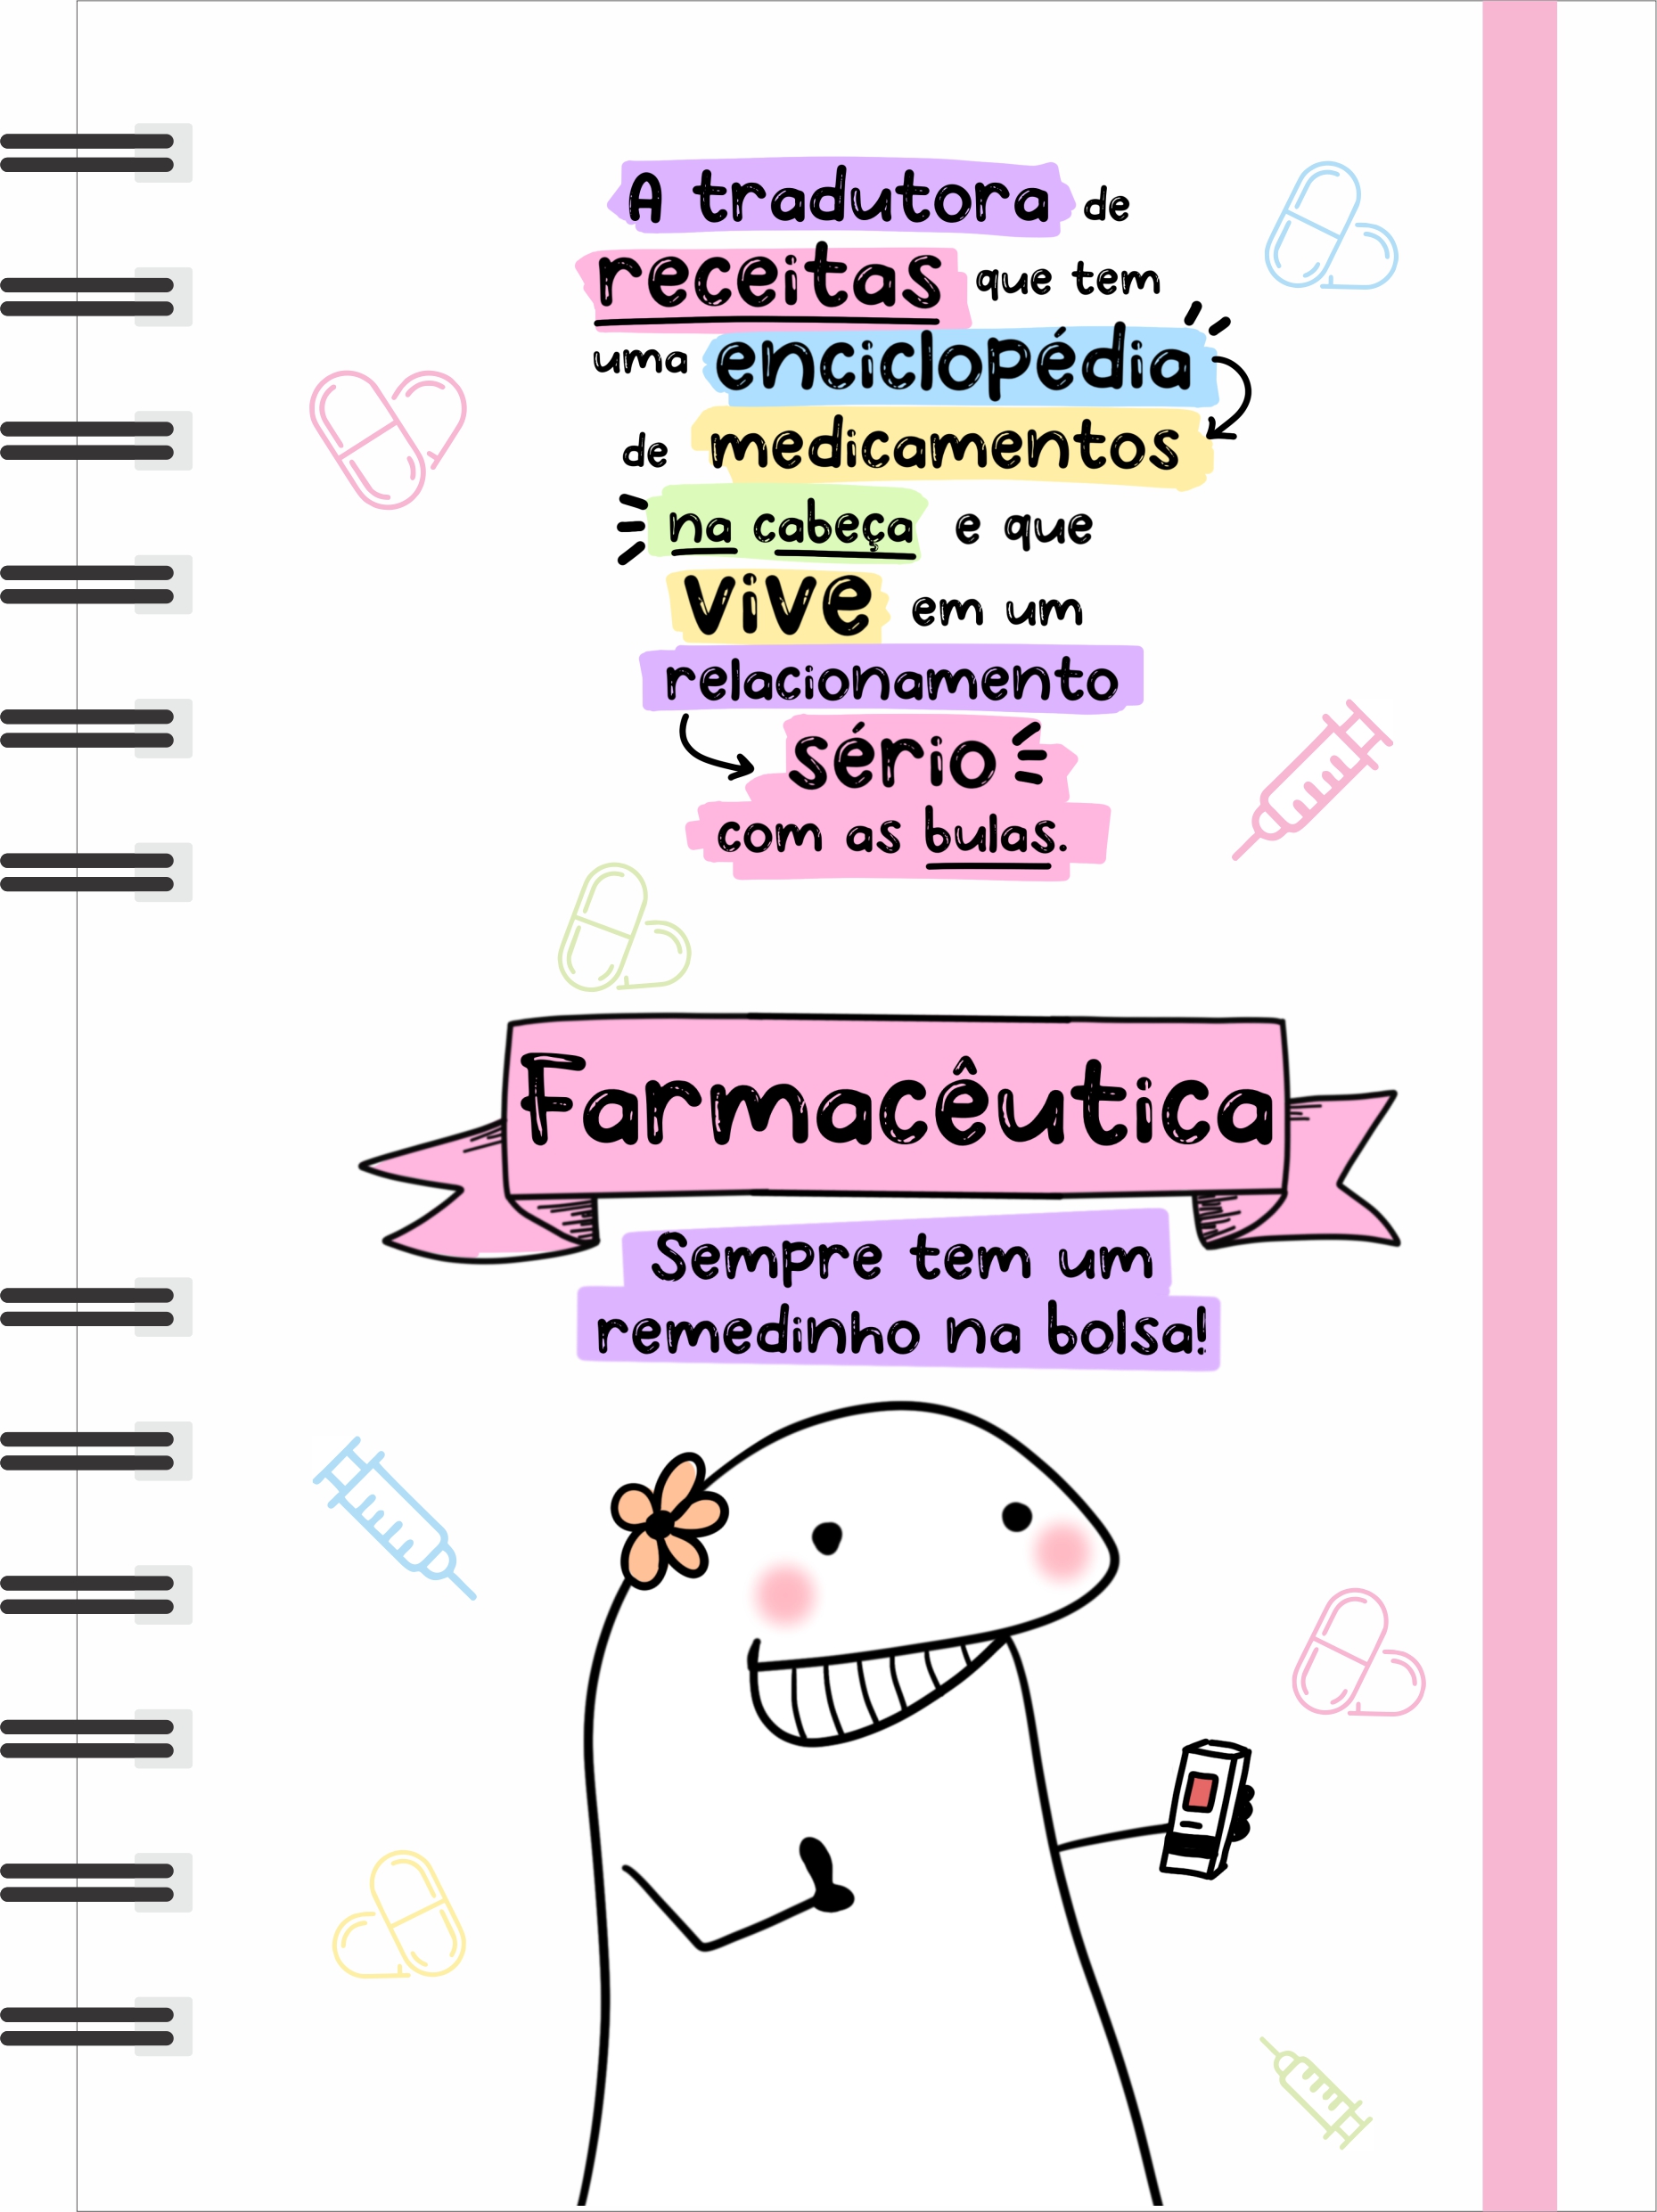 A tradutora de
receitas que tem
uma enciclopédia
de medicamentos
na cabeça e que
vive em um
relacionamento
sério
com as bulas.
Farmacêutica
Sempre tem um
remedinho na bolsa!